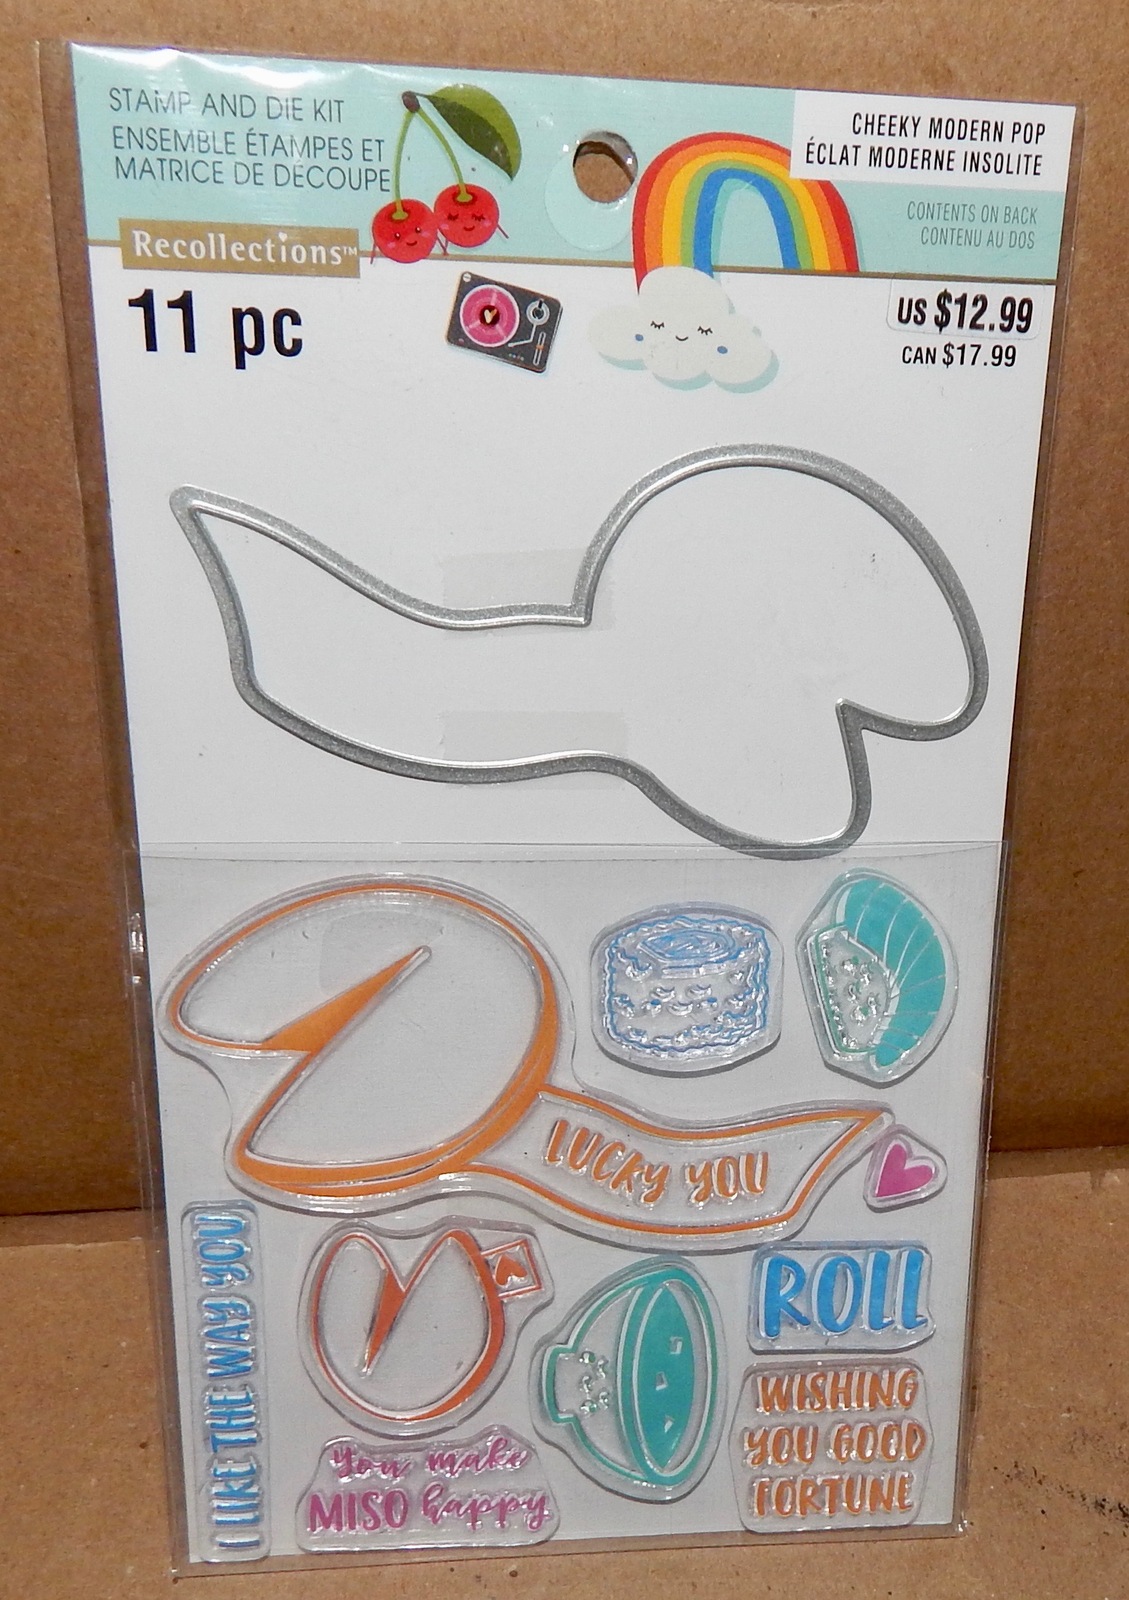 STAMP AND DIE KIT
ENSEMBLE ÉTAMPES ET
MATRICE DE DÉCOUPE
CHEEKY MODERN POP
ÉCLAT MODERNE INSOLITE
CONTENTS ON BACK
CONTENU AU DOS
Recollections™
11 pc
US $12.99
CAN $17.99
LUCKY YOU
I LIKE THE WAY YOU
ROLL
WISHING
YOU GOOD
FORTUNE
You make
MISO happy